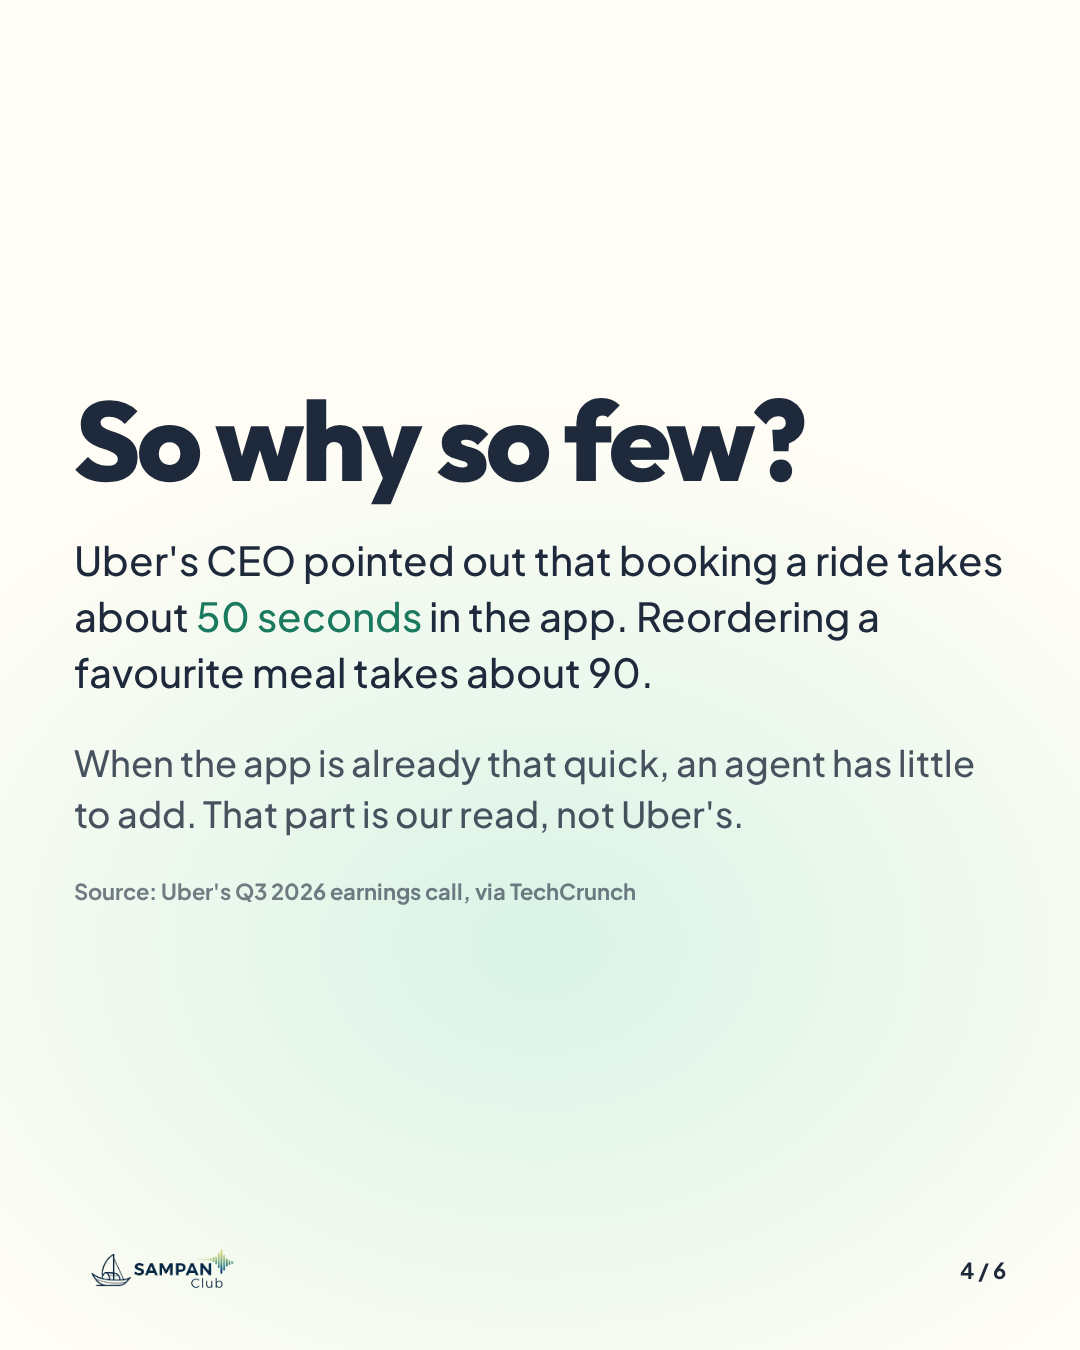 So why so few?
Uber's CEO pointed out that booking a ride takes
about 50 seconds in the app. Reordering a
favourite meal takes about 90.
When the app is already that quick, an agent has little
to add. That part is our read, not Uber's.
Source: Uber's Q3 2026 earnings call, via TechCrunch
SAMPAN
Club
4 / 6